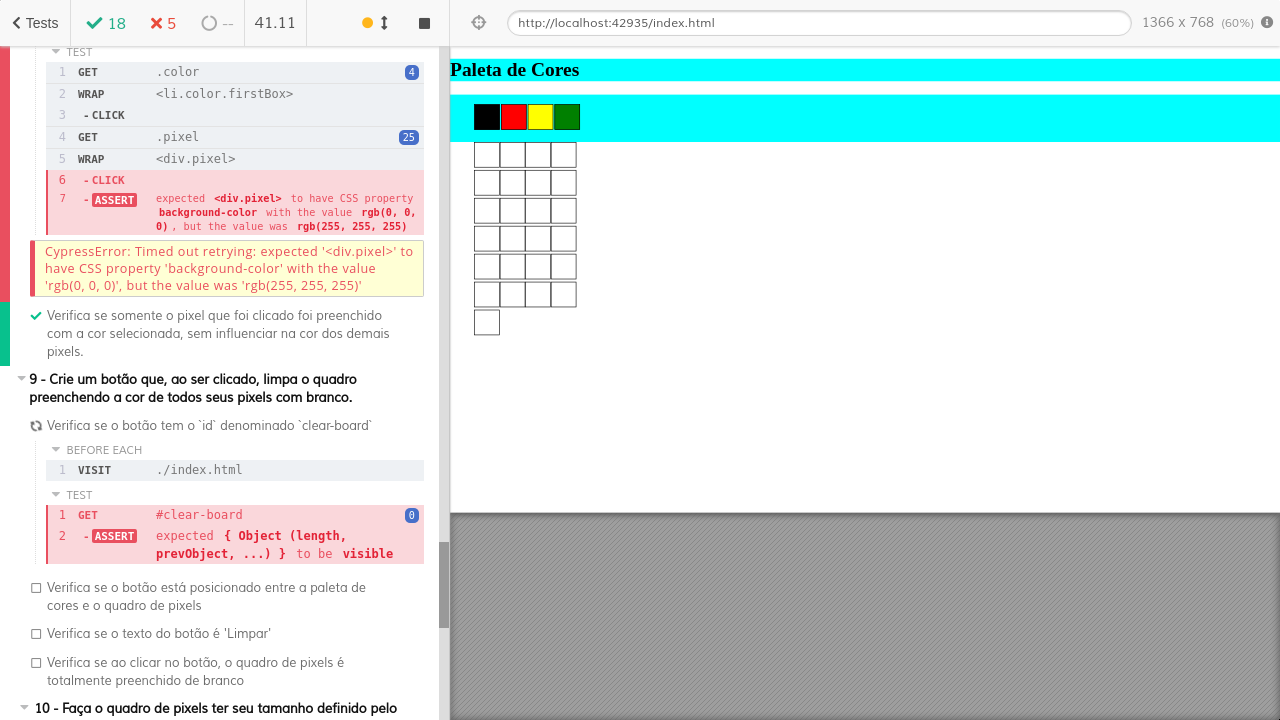 Tests
18
5
--
41.11
http://localhost:42935/index.html
1366 x 768 (60%)
TEST
1 GET .color 4
2 WRAP <li.color.firstBox>
3 - CLICK
4 GET .pixel 25
5 WRAP <div.pixel>
6 - CLICK
7 - ASSERT expected <div.pixel> to have CSS property
background-color with the value rgb(0, 0,
0) , but the value was rgb(255, 255, 255)
CypressError: Timed out retrying: expected '<div.pixel>' to
have CSS property 'background-color' with the value
'rgb(0, 0, 0)', but the value was 'rgb(255, 255, 255)'
Verifica se somente o pixel que foi clicado foi preenchido
com a cor selecionada, sem influenciar na cor dos demais
pixels.
9 - Crie um botão que, ao ser clicado, limpa o quadro
preenchendo a cor de todos seus pixels com branco.
Verifica se o botão tem o `id` denominado `clear-board`
BEFORE EACH
1 VISIT ./index.html
TEST
1 GET #clear-board 0
2 - ASSERT expected { Object (length,
prevObject, ...) } to be visible
Verifica se o botão está posicionado entre a paleta de
cores e o quadro de pixels
Verifica se o texto do botão é 'Limpar'
Verifica se ao clicar no botão, o quadro de pixels é
totalmente preenchido de branco
10 - Faça o quadro de pixels ter seu tamanho definido pelo
Paleta de Cores